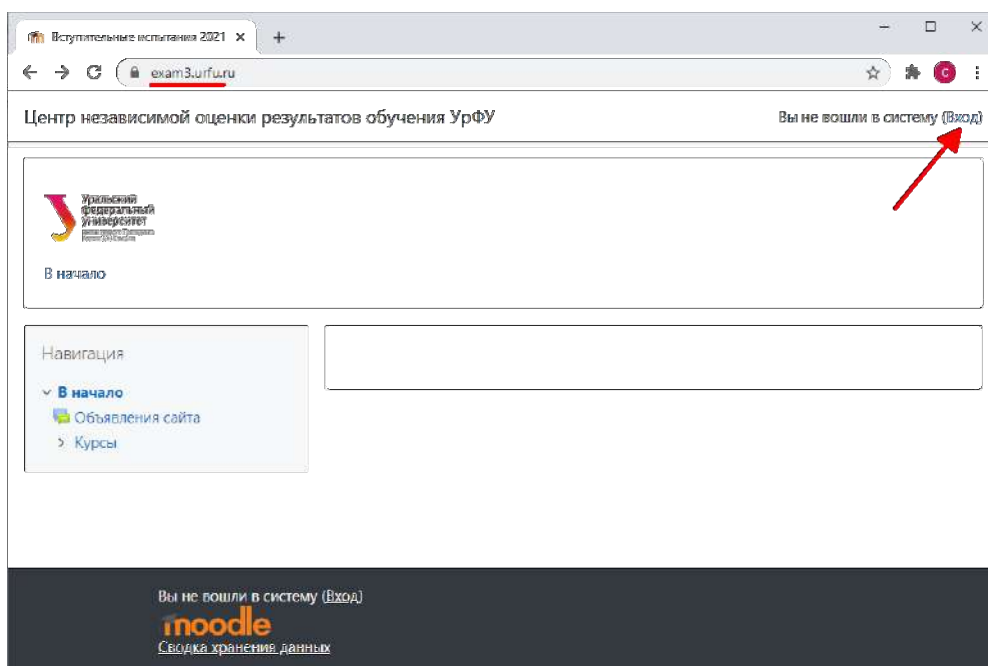 Вступительные испытания 2021
exam3.urfu.ru
C
Центр независимой оценки результатов обучения УрФУ
Вы не вошли в систему (Вход)
Уральский
федеральный
университет
В начало
Навигация
В начало
Объявления сайта
Курсы
Вы не вошли в систему (Вход)
moodle
Сводка хранения данных